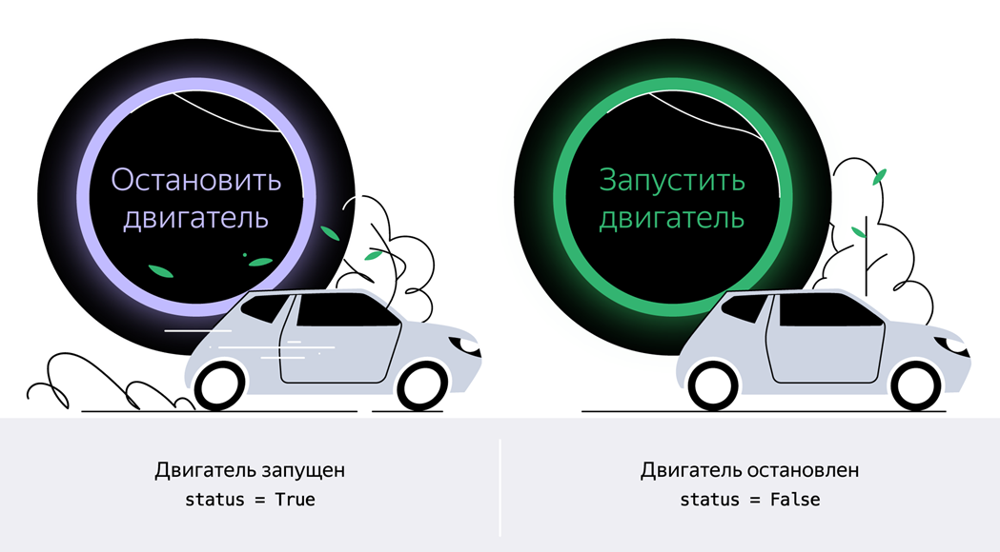 Остановить
двигатель
Запустить
двигатель
Двигатель запущен
status = True
Двигатель остановлен
status = False